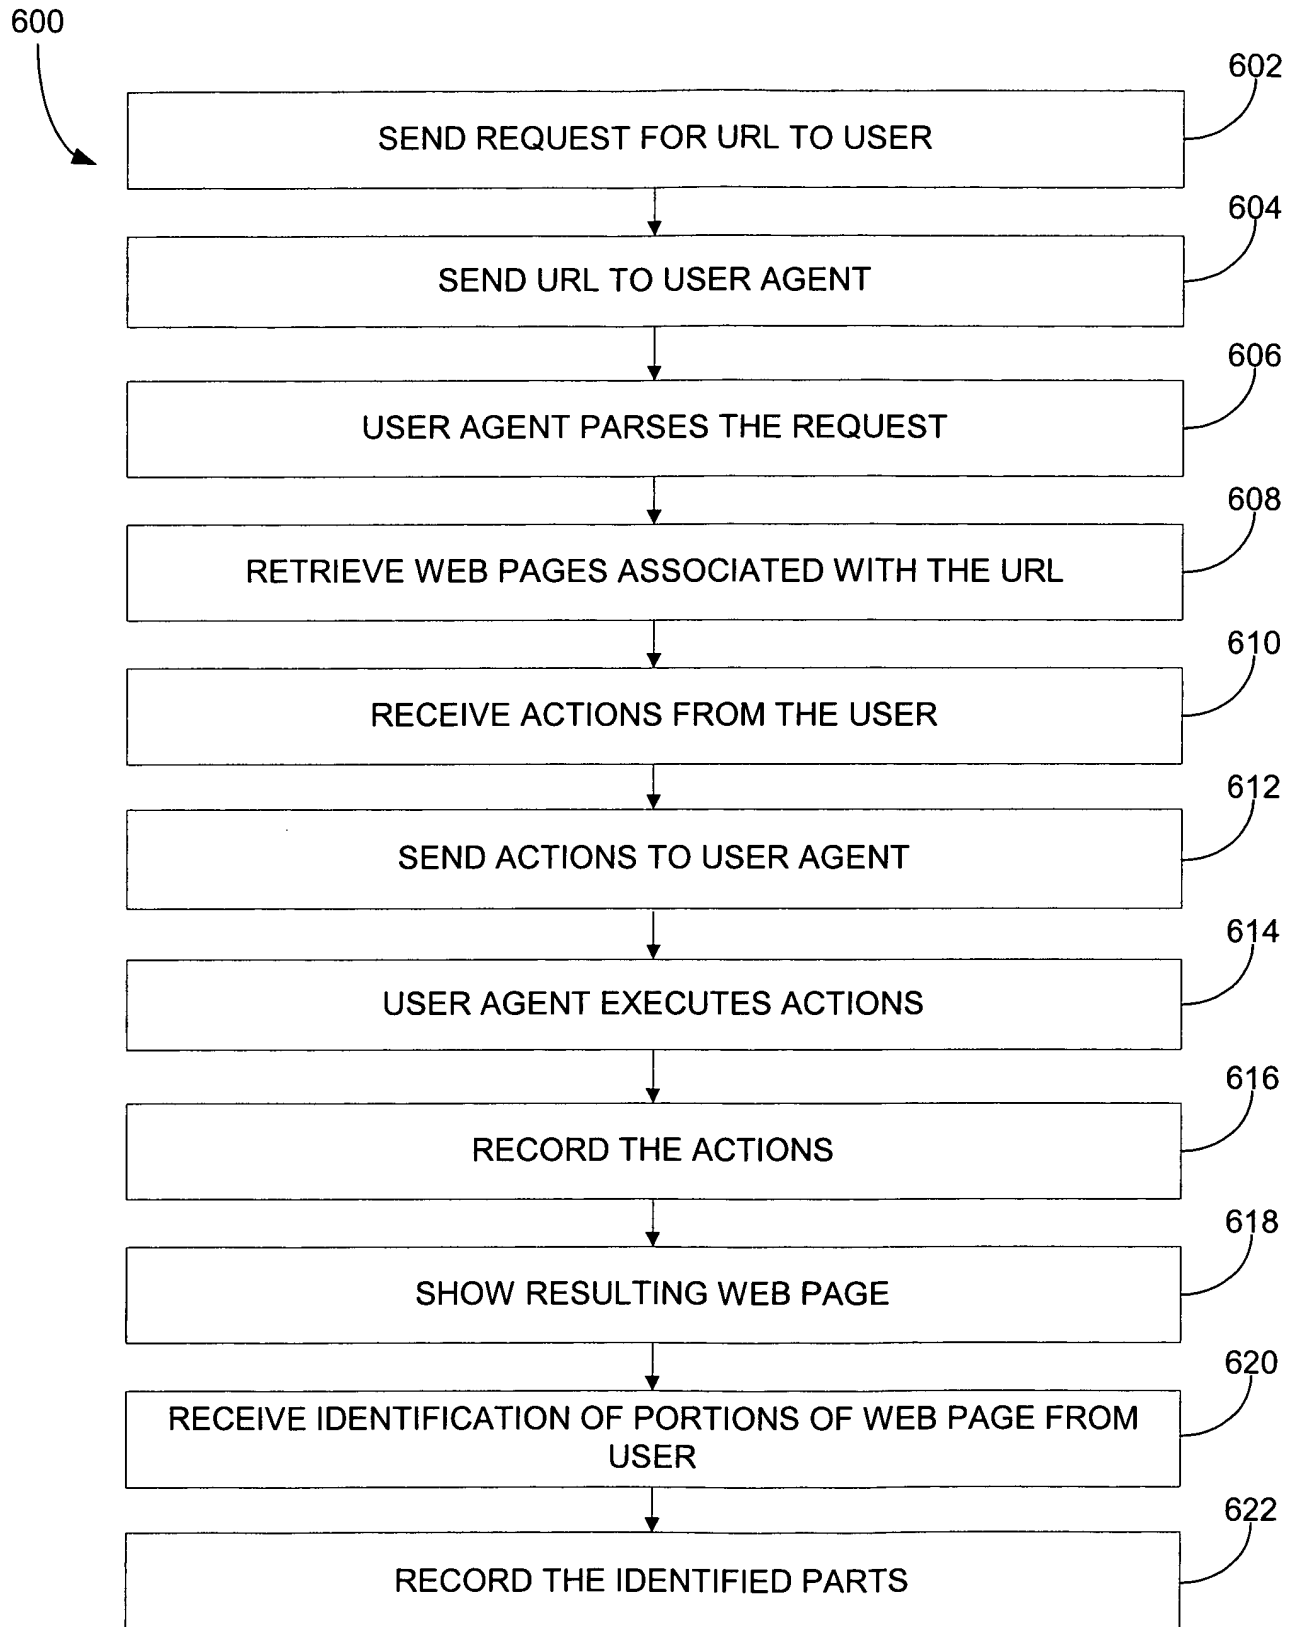 600
602
SEND REQUEST FOR URL TO USER
604
SEND URL TO USER AGENT
606
USER AGENT PARSES THE REQUEST
608
RETRIEVE WEB PAGES ASSOCIATED WITH THE URL
610
RECEIVE ACTIONS FROM THE USER
612
SEND ACTIONS TO USER AGENT
614
USER AGENT EXECUTES ACTIONS
616
RECORD THE ACTIONS
618
SHOW RESULTING WEB PAGE
620
RECEIVE IDENTIFICATION OF PORTIONS OF WEB PAGE FROM
USER
622
RECORD THE IDENTIFIED PARTS